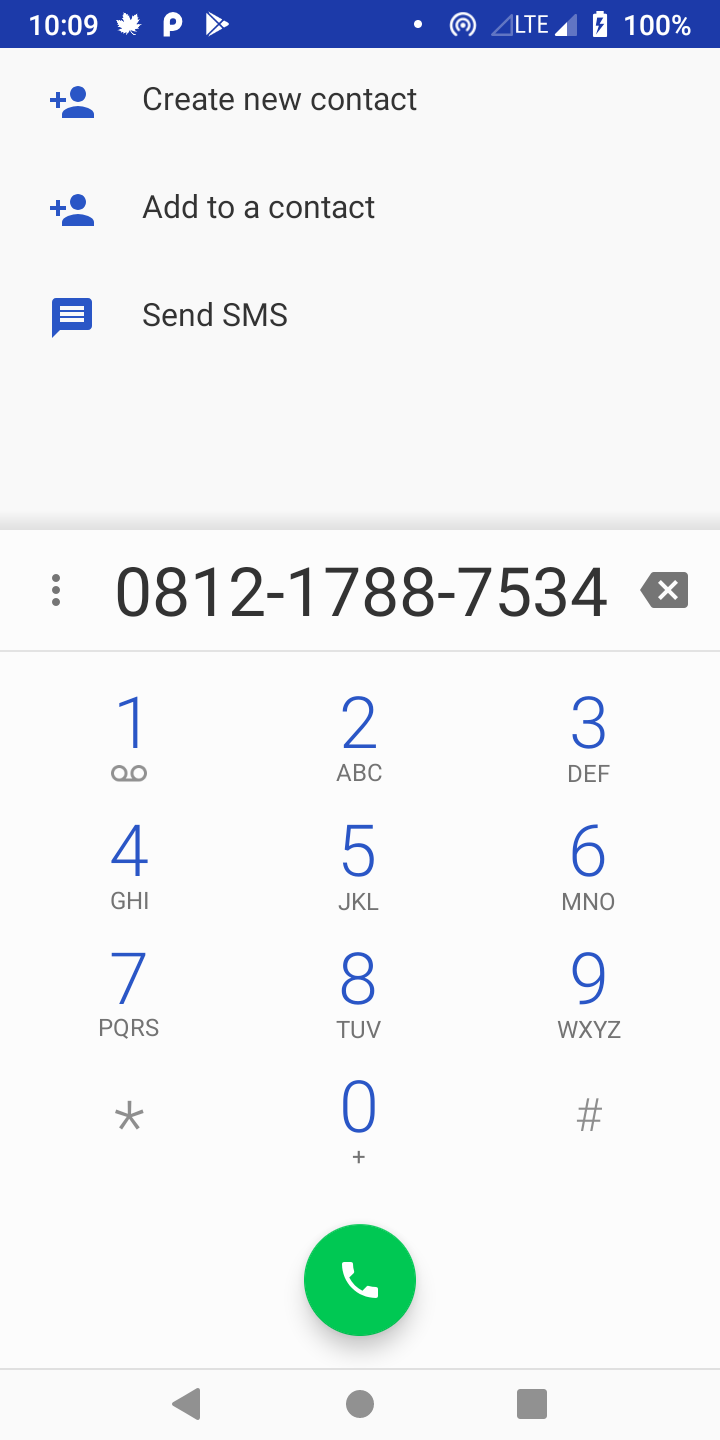 10:09 LTE 100%
Create new contact
Add to a contact
Send SMS
0812-1788-7534
1 2 3
ABC DEF
4 5 6
GHI JKL MNO
7 8 9
PQRS TUV WXYZ
* 0 #
+